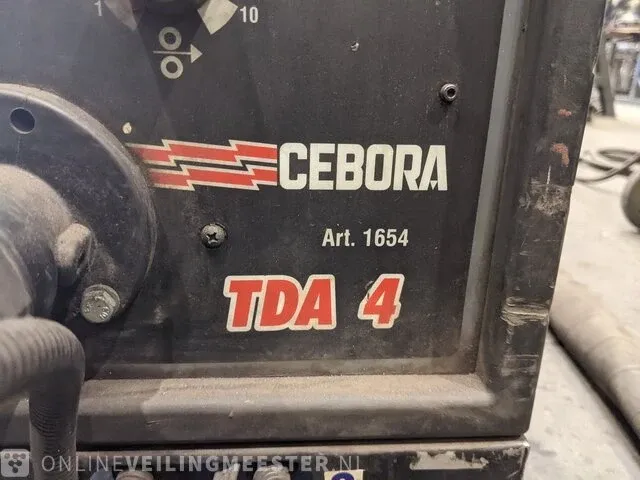 1 10
CEBORA
Art. 1654
TDA 4
ONLINEVEILINGMEESTER.NL